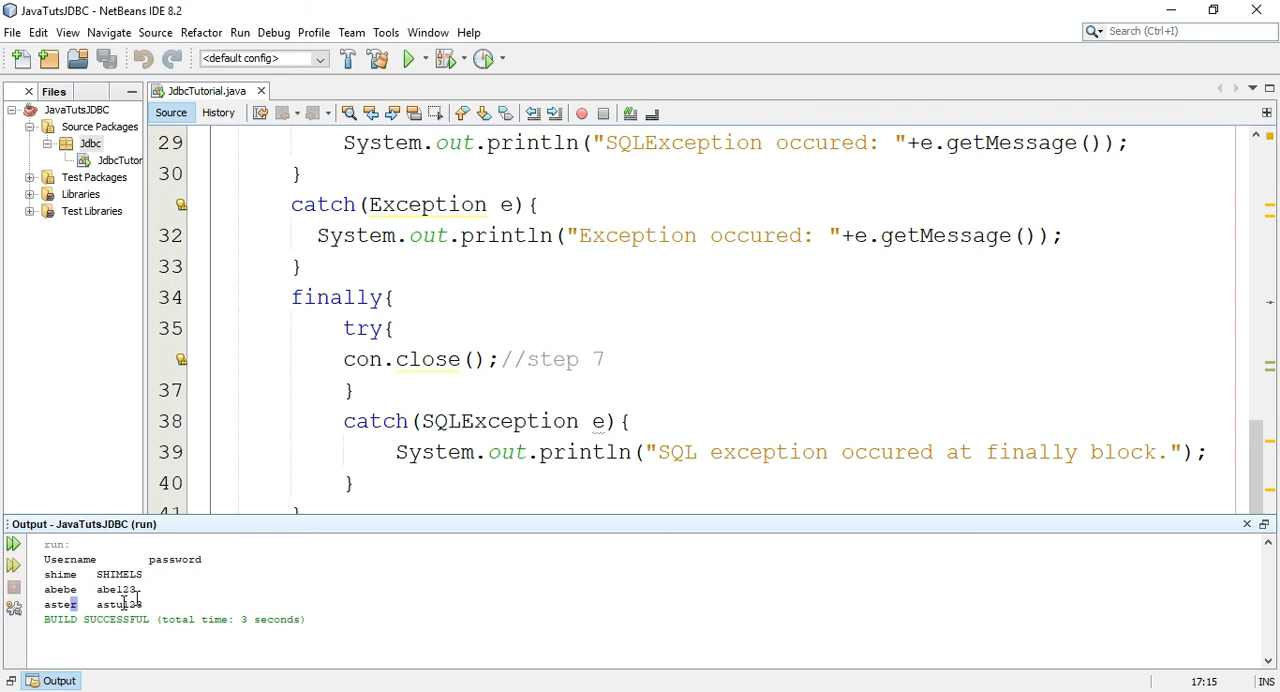 JavaTutsJDBC - NetBeans IDE 8.2
File Edit View Navigate Source Refactor Run Debug Profile Team Tools Window Help
Search (Ctrl+I)
<default config>
Files
JdbcTutorial.java
JavaTutsJDBC
Source Packages
Jdbc
JdbcTutor
Test Packages
Libraries
Test Libraries
Source History
29 System.out.println("SQLException occured: "+e.getMessage());
30 }
catch(Exception e){
32 System.out.println("Exception occured: "+e.getMessage());
33 }
34 finally{
35 try{
con.close();//step 7
37 }
38 catch(SQLException e){
39 System.out.println("SQL exception occured at finally block.");
40 }
41 }
Output - JavaTutsJDBC (run)
run:
Username password
shime SHIMELS
abebe abe123
aster astu123
BUILD SUCCESSFUL (total time: 3 seconds)
Output
17:15 INS